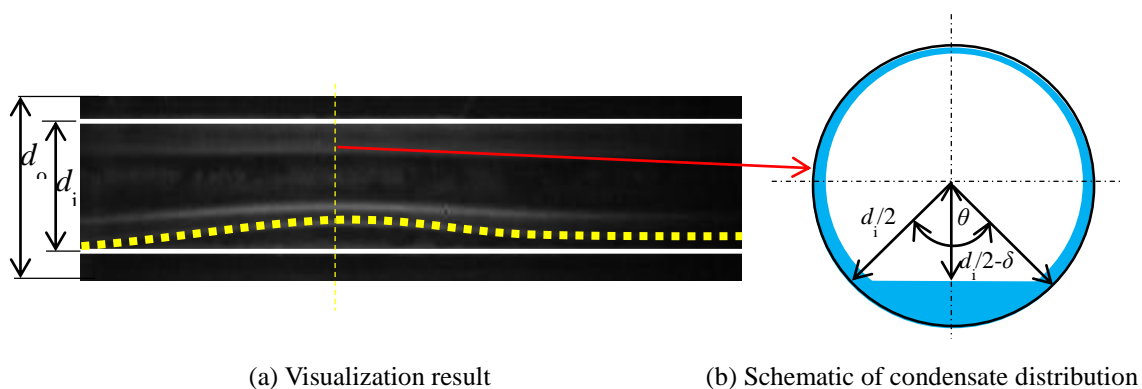 d
o
d
i
d
i
/2
θ
d
i
/2-δ
(a) Visualization result
(b) Schematic of condensate distribution